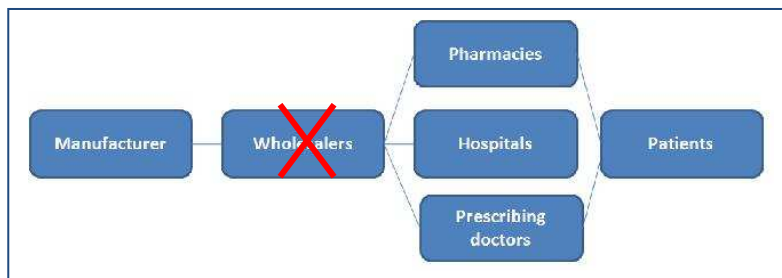 Pharmacies
Manufacturer
Wholesalers
Hospitals
Patients
Prescribing
doctors